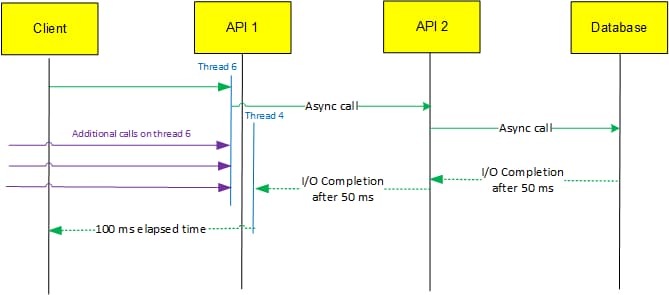 Client
API 1
API 2
Database
Thread 6
Async call
Thread 4
Async call
Additional calls on thread 6
I/O Completion
after 50 ms
I/O Completion
after 50 ms
100 ms elapsed time